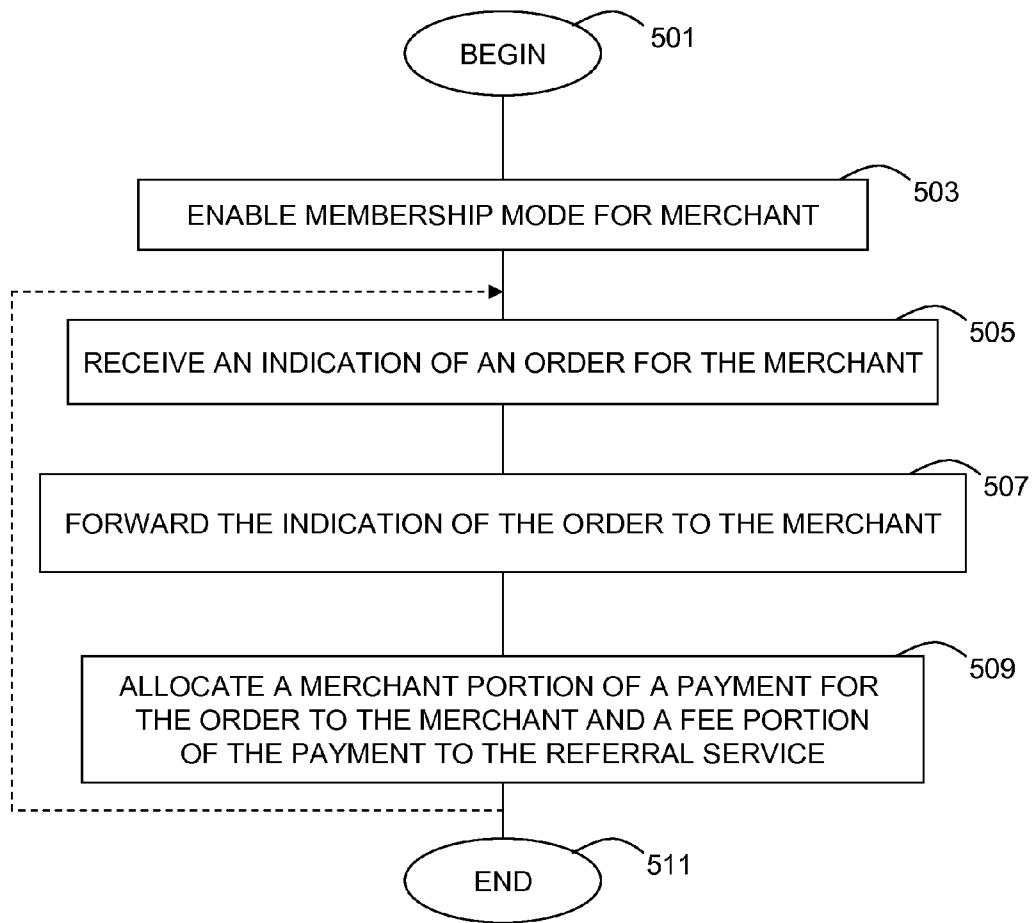 BEGIN
501
503
ENABLE MEMBERSHIP MODE FOR MERCHANT
505
RECEIVE AN INDICATION OF AN ORDER FOR THE MERCHANT
507
FORWARD THE INDICATION OF THE ORDER TO THE MERCHANT
509
ALLOCATE A MERCHANT PORTION OF A PAYMENT FOR
THE ORDER TO THE MERCHANT AND A FEE PORTION
OF THE PAYMENT TO THE REFERRAL SERVICE
END
511